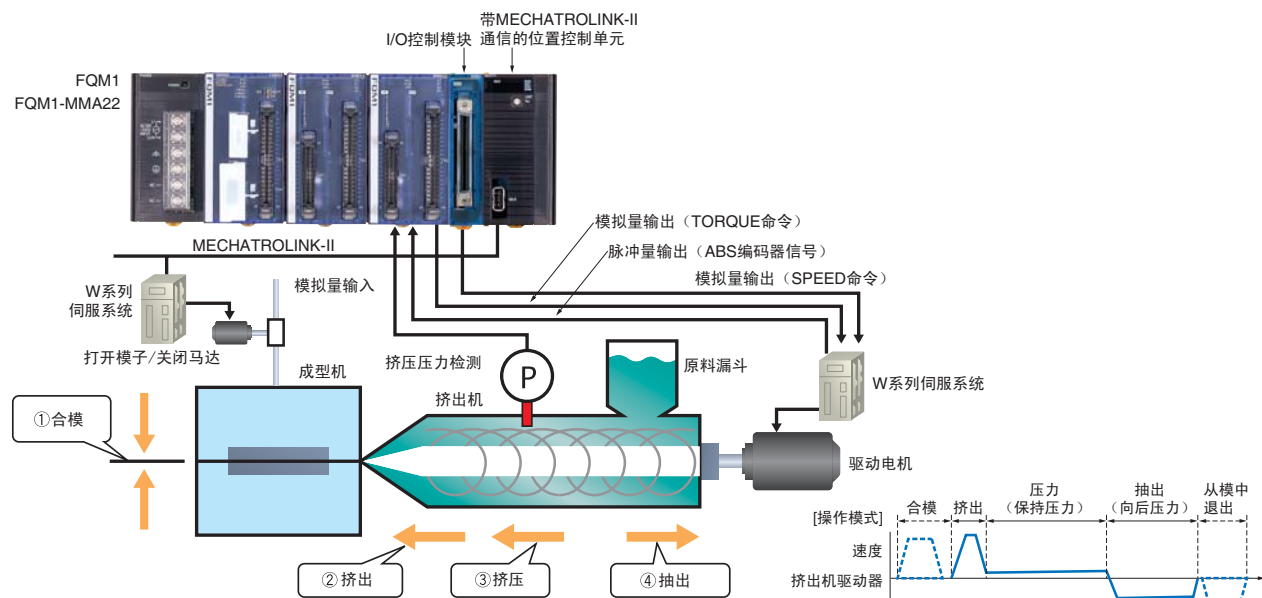 带MECHATROLINK-II
通信的位置控制单元
I/O控制模块
FQM1
FQM1-MMA22
FQM1
FQM1
FQM1
模拟量输出（TORQUE命令）
MECHATROLINK-II
脉冲量输出（ABS编码器信号）
模拟量输出（SPEED命令）
模拟量输入
W系列
伺服系统
打开模子/关闭马达
挤压压力检测
原料漏斗
P
成型机
挤出机
W系列伺服系统
①合模
驱动电机
②挤出
③挤压
④抽出
[操作模式]
合模
挤出
压力
（保持压力）
抽出
（向后压力）
从模中
退出
速度
挤出机驱动器